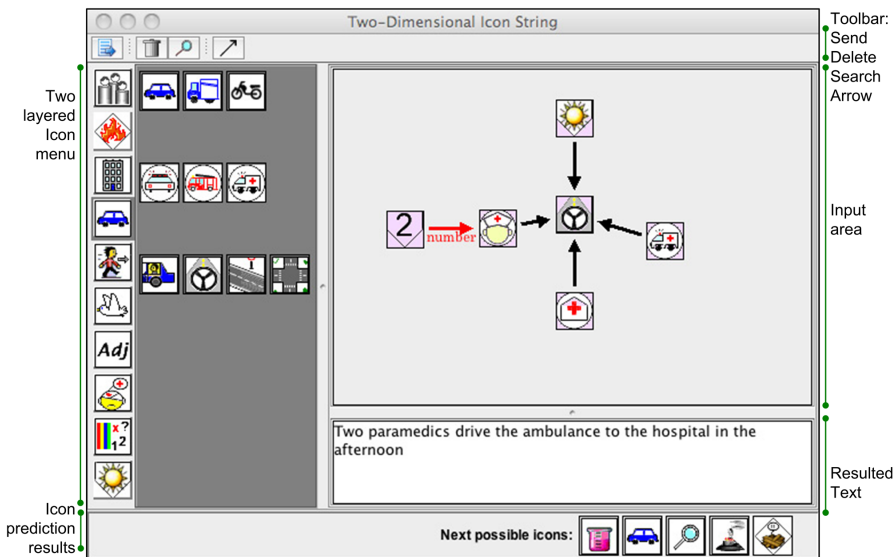 Two-Dimensional Icon String
Toolbar:
Send
Delete
Search
Arrow
Two
layered
Icon
menu
2
number
Input
area
Adj
x?
12
Two paramedics drive the ambulance to the hospital in the
afternoon
Resulted
Text
Icon
prediction
results
Next possible icons: